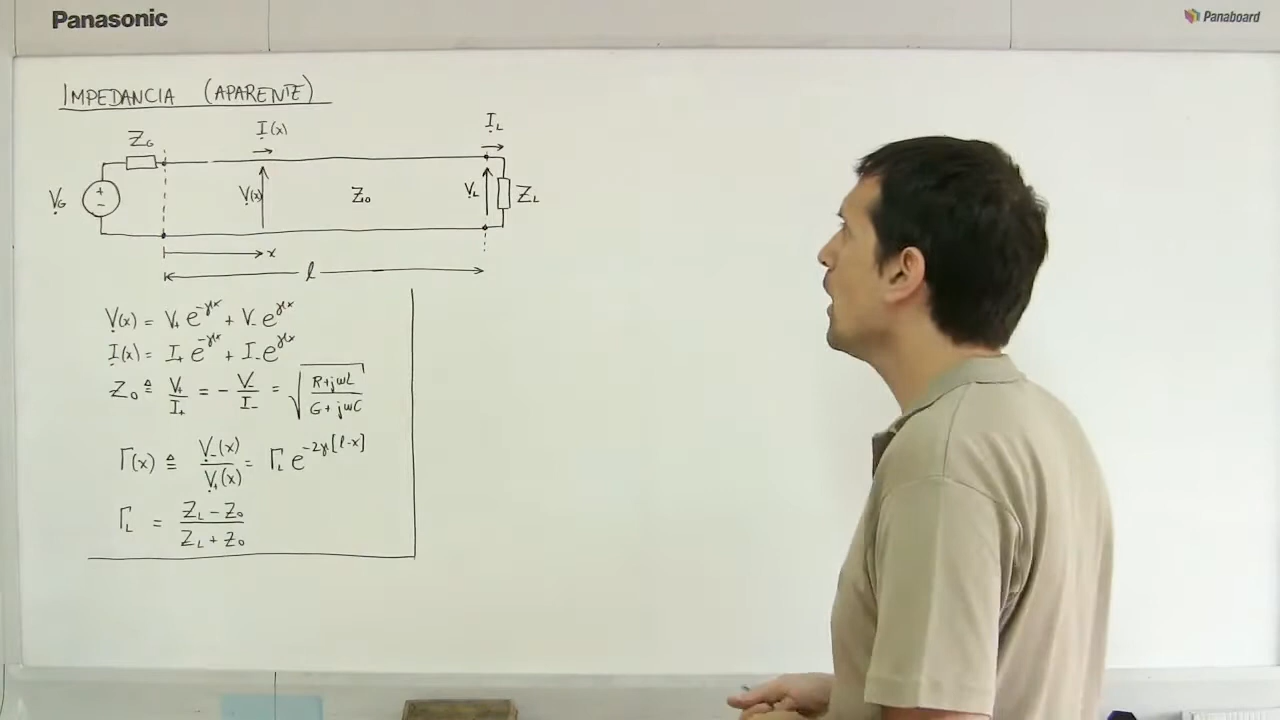 Panasonic
Panaboard
IMPEDANCIA (APARENTE)
Z_G
I(x)
I_L
V_G
+
-
V(x)
Z_0
V_L
Z_L
x
l
V(x) = V_+ e^{-γx} + V_- e^{γx}
I(x) = I_+ e^{-γx} + I_- e^{γx}
Z_0 ≜ V_+/I_+ = - V_-/I_- = √((R+jωL)/(G+jωC))
Γ(x) ≜ V_-(x)/V_+(x) = Γ_L e^{-2γ[l-x]}
Γ_L = (Z_L - Z_0)/(Z_L + Z_0)